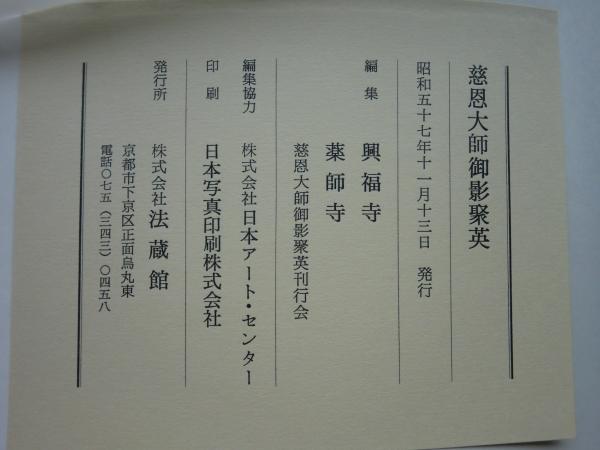 慈恩大師御影聚英
昭和五十七年十一月十三日 発行
編集 興福寺
薬師寺
慈恩大師御影聚英刊行会
編集協力 株式会社日本アート・センター
印刷 日本写真印刷株式会社
発行所 株式会社 法蔵館
京都市下京区正面烏丸東
電話〇七五(三四三)〇四五八